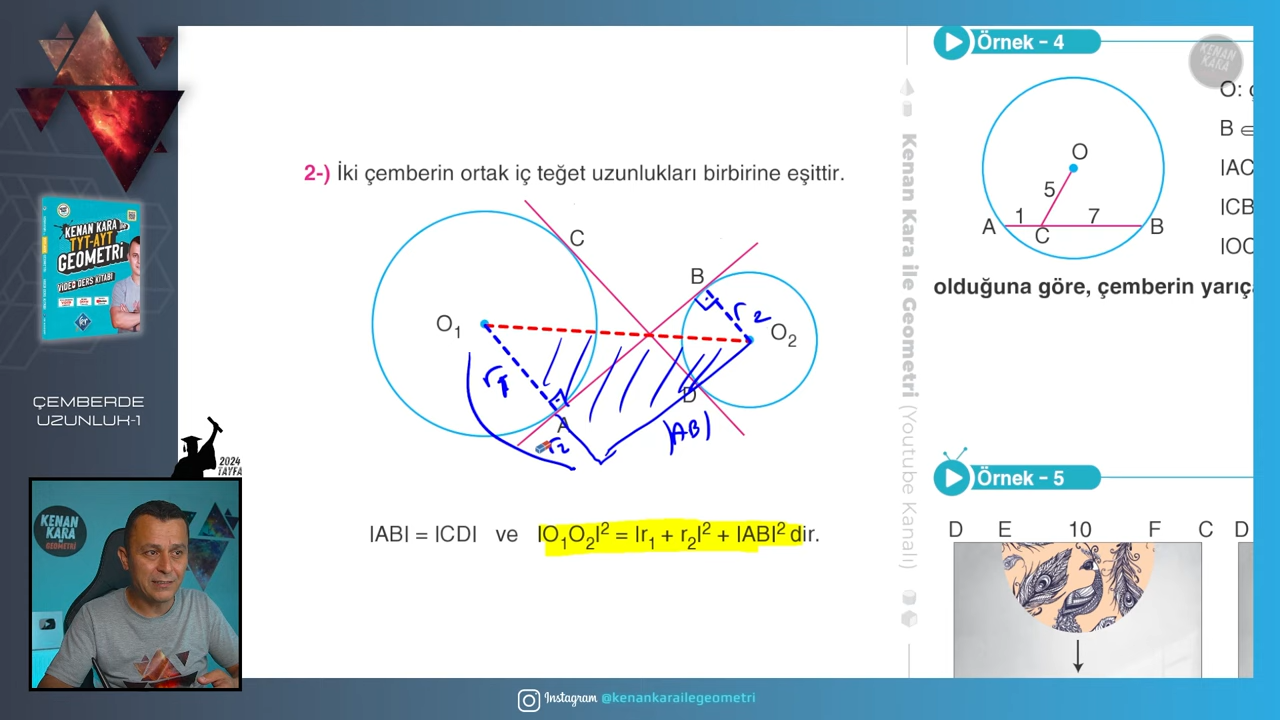 KENAN KARA
TYT-AYT
GEOMETRİ
VİDEO DERS KİTABI
ÇEMBERDE
UZUNLUK-1
2024
TAYFA
KENAN
KARA
GEOMETRİ
2-) İki çemberin ortak iç teğet uzunlukları birbirine eşittir.
C
B
r2
O1
O2
r1
A
D
r2
|AB|
|AB| = |CD| ve |O1O2|² = |r1 + r2|² + |AB|² dir.
Kenan Kara ile Geometri (Youtube Kanalı)
Örnek - 4
KENAN
KARA
O: ç
O
B ∈
5
|AC
A 1 C 7 B
|CB
|OC
olduğuna göre, çemberin yarıça
Örnek - 5
D E 10 F C D
Instagram @kenankarailegeometri